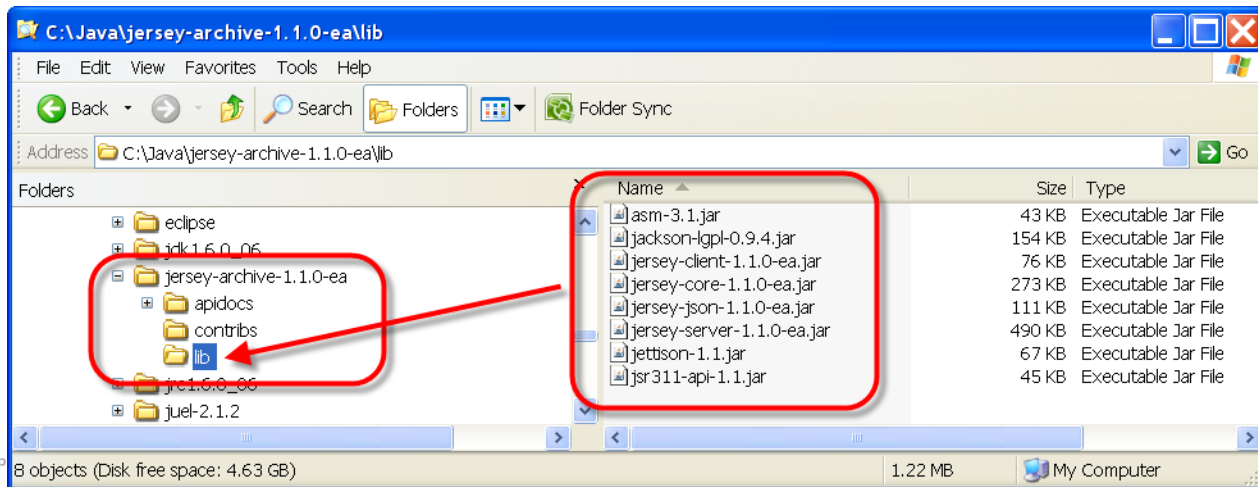 C:\Java\jersey-archive-1.1.0-ea\lib
File Edit View Favorites Tools Help
Back Search Folders Folder Sync
Address C:\Java\jersey-archive-1.1.0-ea\lib Go
Folders x Name Size Type
eclipse
jdk1.6.0_06
jersey-archive-1.1.0-ea
apidocs
contribs
lib
jre1.6.0_06
juel-2.1.2
asm-3.1.jar 43 KB Executable Jar File
jackson-lgpl-0.9.4.jar 154 KB Executable Jar File
jersey-client-1.1.0-ea.jar 76 KB Executable Jar File
jersey-core-1.1.0-ea.jar 273 KB Executable Jar File
jersey-json-1.1.0-ea.jar 111 KB Executable Jar File
jersey-server-1.1.0-ea.jar 490 KB Executable Jar File
jettison-1.1.jar 67 KB Executable Jar File
jsr311-api-1.1.jar 45 KB Executable Jar File
8 objects (Disk free space: 4.63 GB) 1.22 MB My Computer